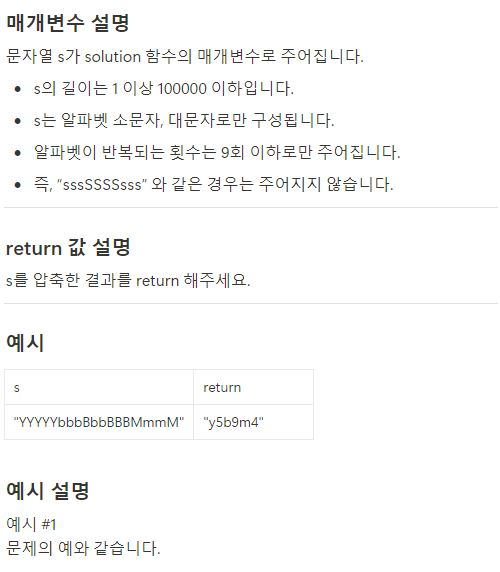 매개변수 설명
문자열 s가 solution 함수의 매개변수로 주어집니다.
• s의 길이는 1 이상 100000 이하입니다.
• s는 알파벳 소문자, 대문자로만 구성됩니다.
• 알파벳이 반복되는 횟수는 9회 이하로만 주어집니다.
• 즉, “sssSSSSsss” 와 같은 경우는 주어지지 않습니다.
return 값 설명
s를 압축한 결과를 return 해주세요.
예시
s return
"YYYYYbbbBbbBBBMmmM" "y5b9m4"
예시 설명
예시 #1
문제의 예와 같습니다.